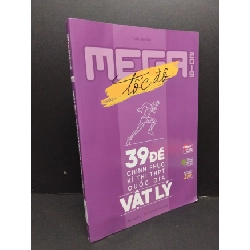 MEGA 2019
tốc độ
39 ĐỀ
CHINH PHỤC
KÌ THI THPT
QUỐC GIA
VẬT LÝ